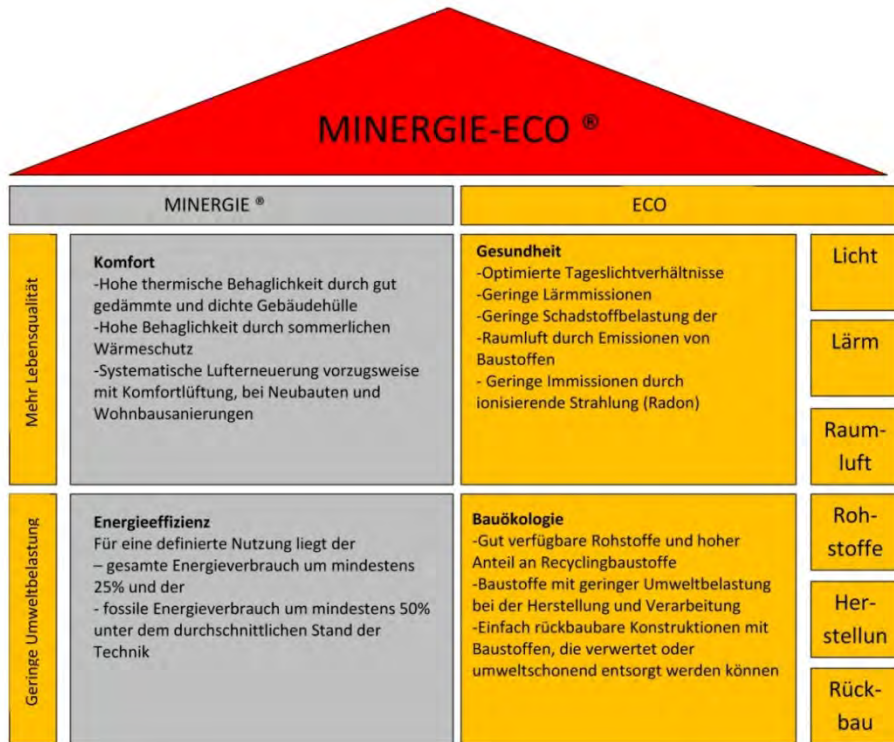 MINERGIE-ECO ®
MINERGIE ®
ECO
Mehr Lebensqualität
Komfort
-Hohe thermische Behaglichkeit durch gut
gedämmte und dichte Gebäudehülle
-Hohe Behaglichkeit durch sommerlichen
Wärmeschutz
-Systematische Lufterneuerung vorzugsweise
mit Komfortlüftung, bei Neubauten und
Wohnbausanierungen
Gesundheit
-Optimierte Tageslichtverhältnisse
-Geringe Lärmmissionen
-Geringe Schadstoffbelastung der
-Raumluft durch Emissionen von
Baustoffen
- Geringe Immissionen durch
ionisierende Strahlung (Radon)
Licht
Lärm
Raum-
luft
Geringe Umweltbelastung
Energieeffizienz
Für eine definierte Nutzung liegt der
– gesamte Energieverbrauch um mindestens
25% und der
- fossile Energieverbrauch um mindestens 50%
unter dem durchschnittlichen Stand der
Technik
Bauökologie
-Gut verfügbare Rohstoffe und hoher
Anteil an Recyclingbaustoffe
-Baustoffe mit geringer Umweltbelastung
bei der Herstellung und Verarbeitung
-Einfach rückbaubare Konstruktionen mit
Baustoffen, die verwertet oder
umweltschonend entsorgt werden können
Roh-
stoffe
Her-
stellun
Rück-
bau